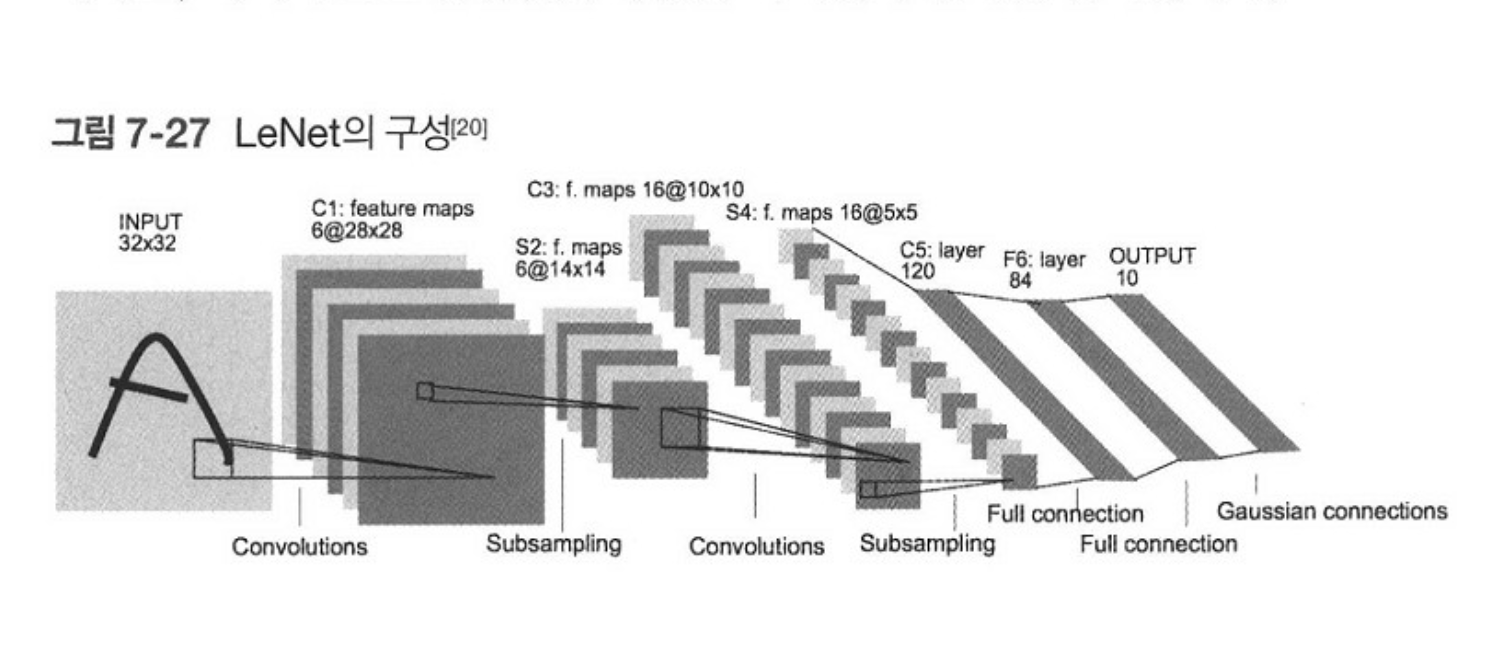 그림 7-27 LeNet의 구성[20]
INPUT
32x32
C1: feature maps
6@28x28
S2: f. maps
6@14x14
C3: f. maps 16@10x10
S4: f. maps 16@5x5
C5: layer
120
F6: layer
84
OUTPUT
10
Convolutions
Subsampling
Convolutions
Subsampling
Full connection
Full connection
Gaussian connections